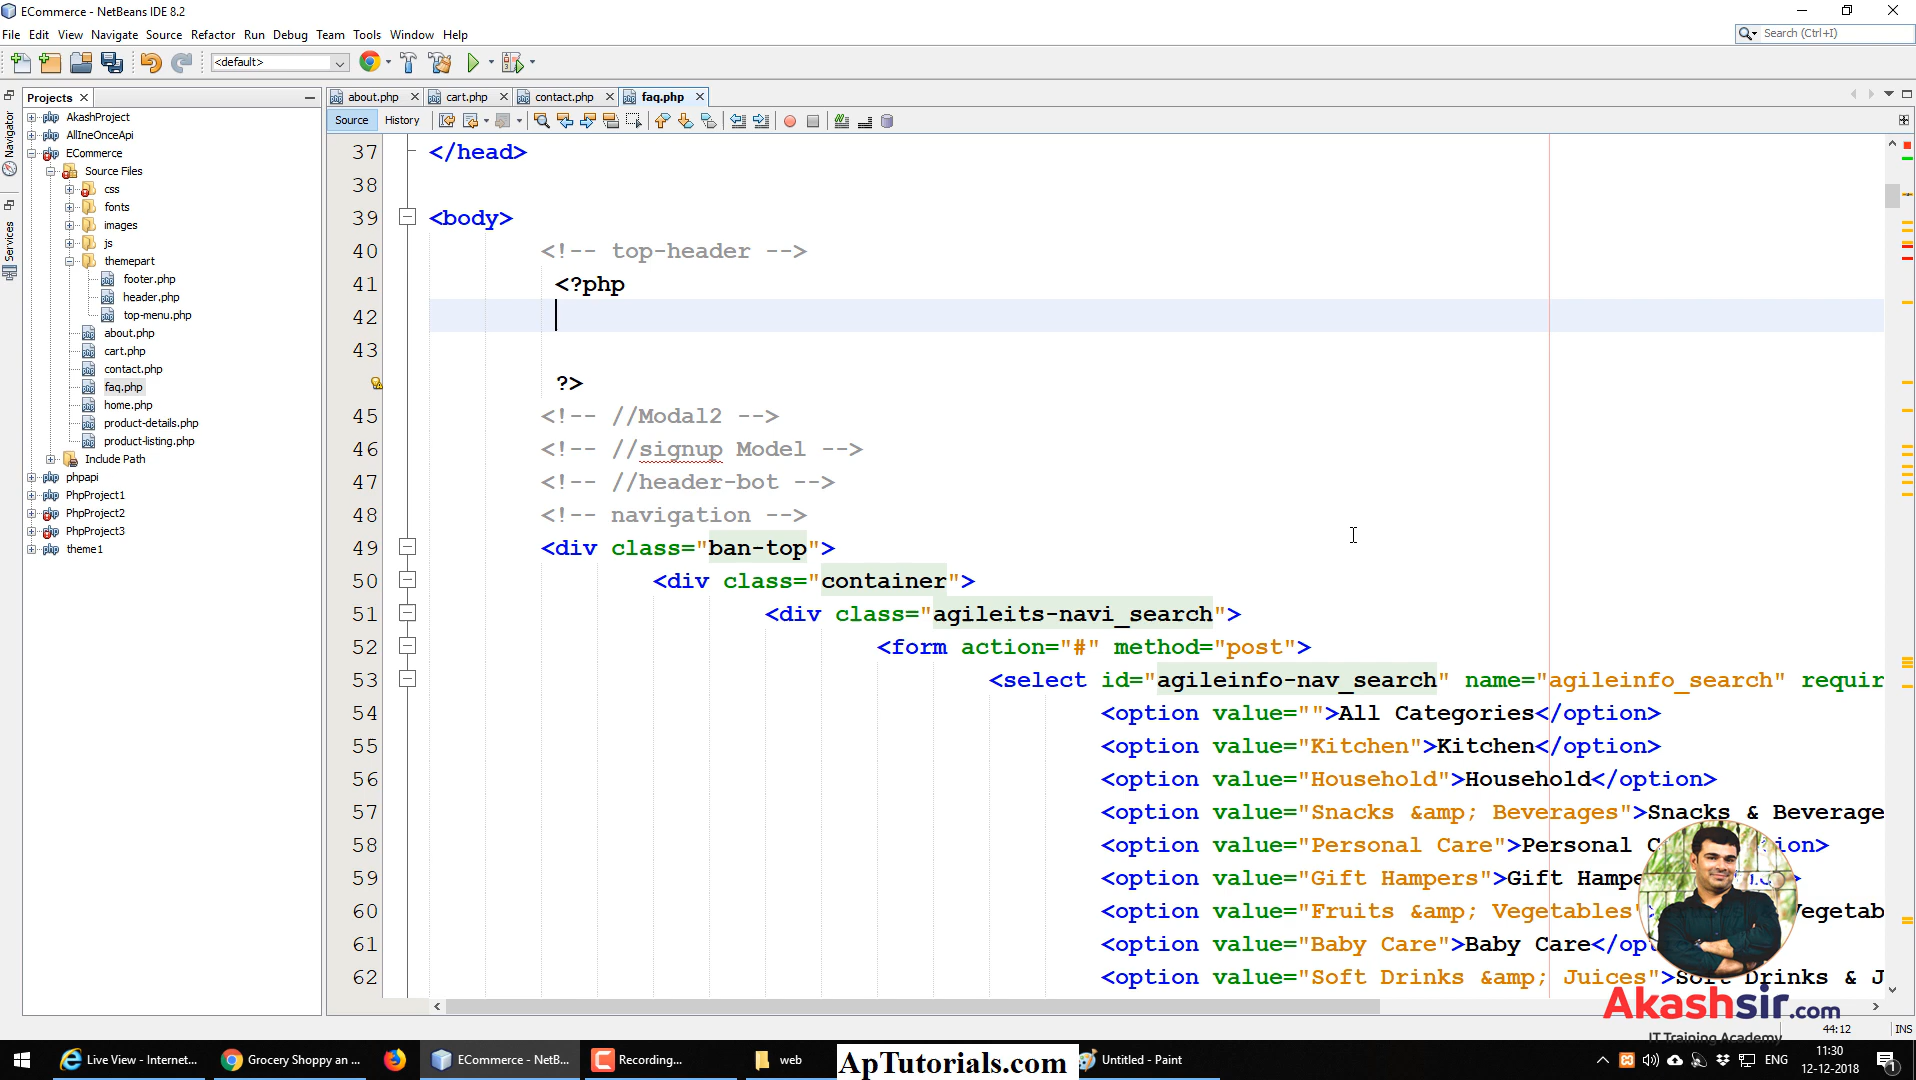 ECommerce - NetBeans IDE 8.2
File Edit View Navigate Source Refactor Run Debug Team Tools Window Help
Search (Ctrl+I)
<default>
Projects
about.php cart.php contact.php faq.php
Source History
Navigator
Services
AkashProject
AllIneOnceApi
ECommerce
Source Files
css
fonts
images
js
themepart
footer.php
header.php
top-menu.php
about.php
cart.php
contact.php
faq.php
home.php
product-details.php
product-listing.php
Include Path
phpapi
PhpProject1
PhpProject2
PhpProject3
theme1
37 </head>
38
39 <body>
40 <!-- top-header -->
41 <?php
42
43
?>
45 <!-- //Modal2 -->
46 <!-- //signup Model -->
47 <!-- //header-bot -->
48 <!-- navigation -->
49 <div class="ban-top">
50 <div class="container">
51 <div class="agileits-navi_search">
52 <form action="#" method="post">
53 <select id="agileinfo-nav_search" name="agileinfo_search" requir
54 <option value="">All Categories</option>
55 <option value="Kitchen">Kitchen</option>
56 <option value="Household">Household</option>
57 <option value="Snacks &amp; Beverages">Snacks & Beverage
58 <option value="Personal Care">Personal C ion>
59 <option value="Gift Hampers">Gift Hampe
60 <option value="Fruits &amp; Vegetables" Vegetab
61 <option value="Baby Care">Baby Care</op
62 <option value="Soft Drinks &amp; Juices">Soft Drinks & J
Akashsir.com
IT Training Academy
44:12 INS
Live View - Internet...
Grocery Shoppy an ...
ECommerce - NetB...
Recording...
web
ApTutorials.com
Untitled - Paint
ENG
11:30
12-12-2018
1